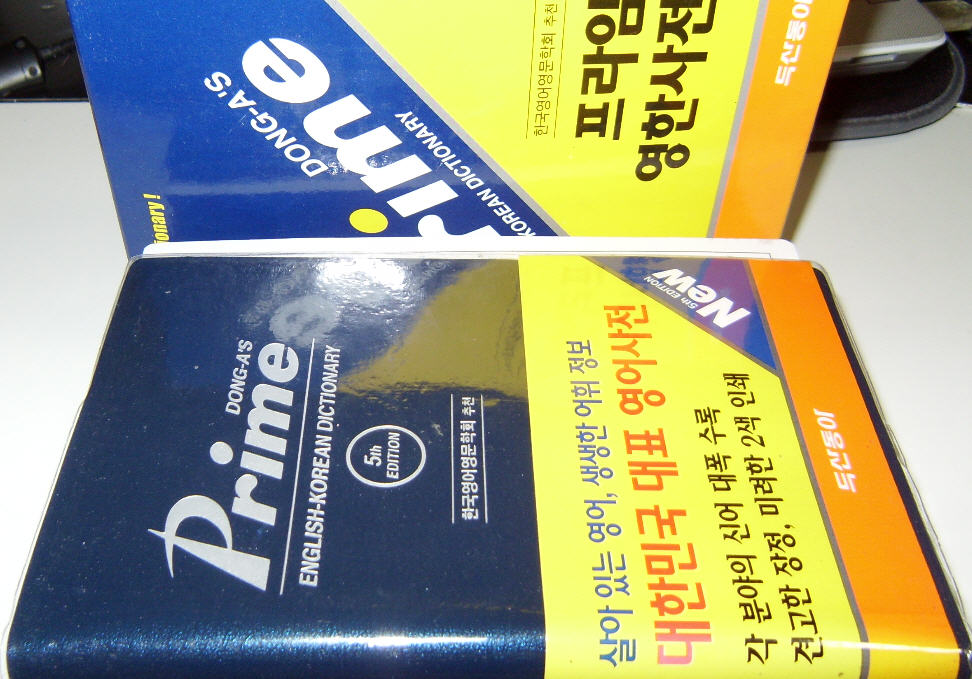 DONG-A'S
rime
KOREAN DICTIONARY
한국영어영문학회 추천
프라임
영한사전
두산동아
DONG-A'S
Prime
ENGLISH-KOREAN DICTIONARY
5th
EDITION
한국영어영문학회 추천
New
5th EDITION
살아 있는 영어, 생생한 어휘 정보
대한민국 대표 영어사전
각 분야의 신어 대폭 수록
견고한 장정, 미려한 2색 인쇄
두산동아